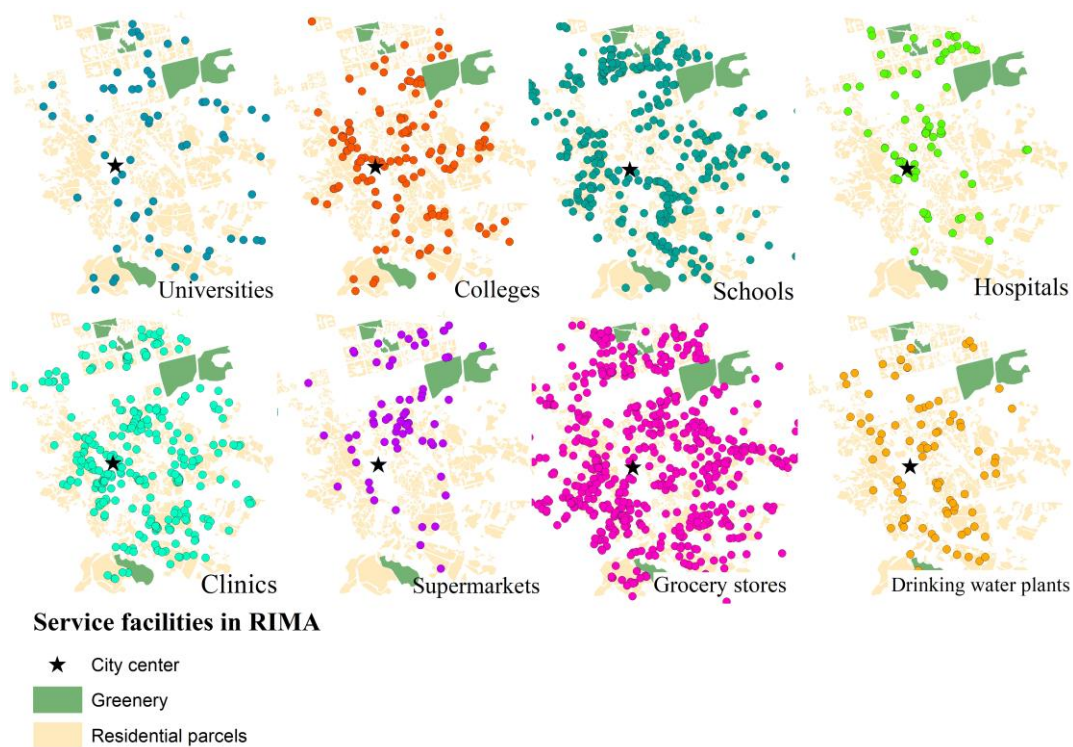 Universities
Colleges
Schools
Hospitals
Clinics
Supermarkets
Grocery stores
Drinking water plants
Service facilities in RIMA
City center
Greenery
Residential parcels